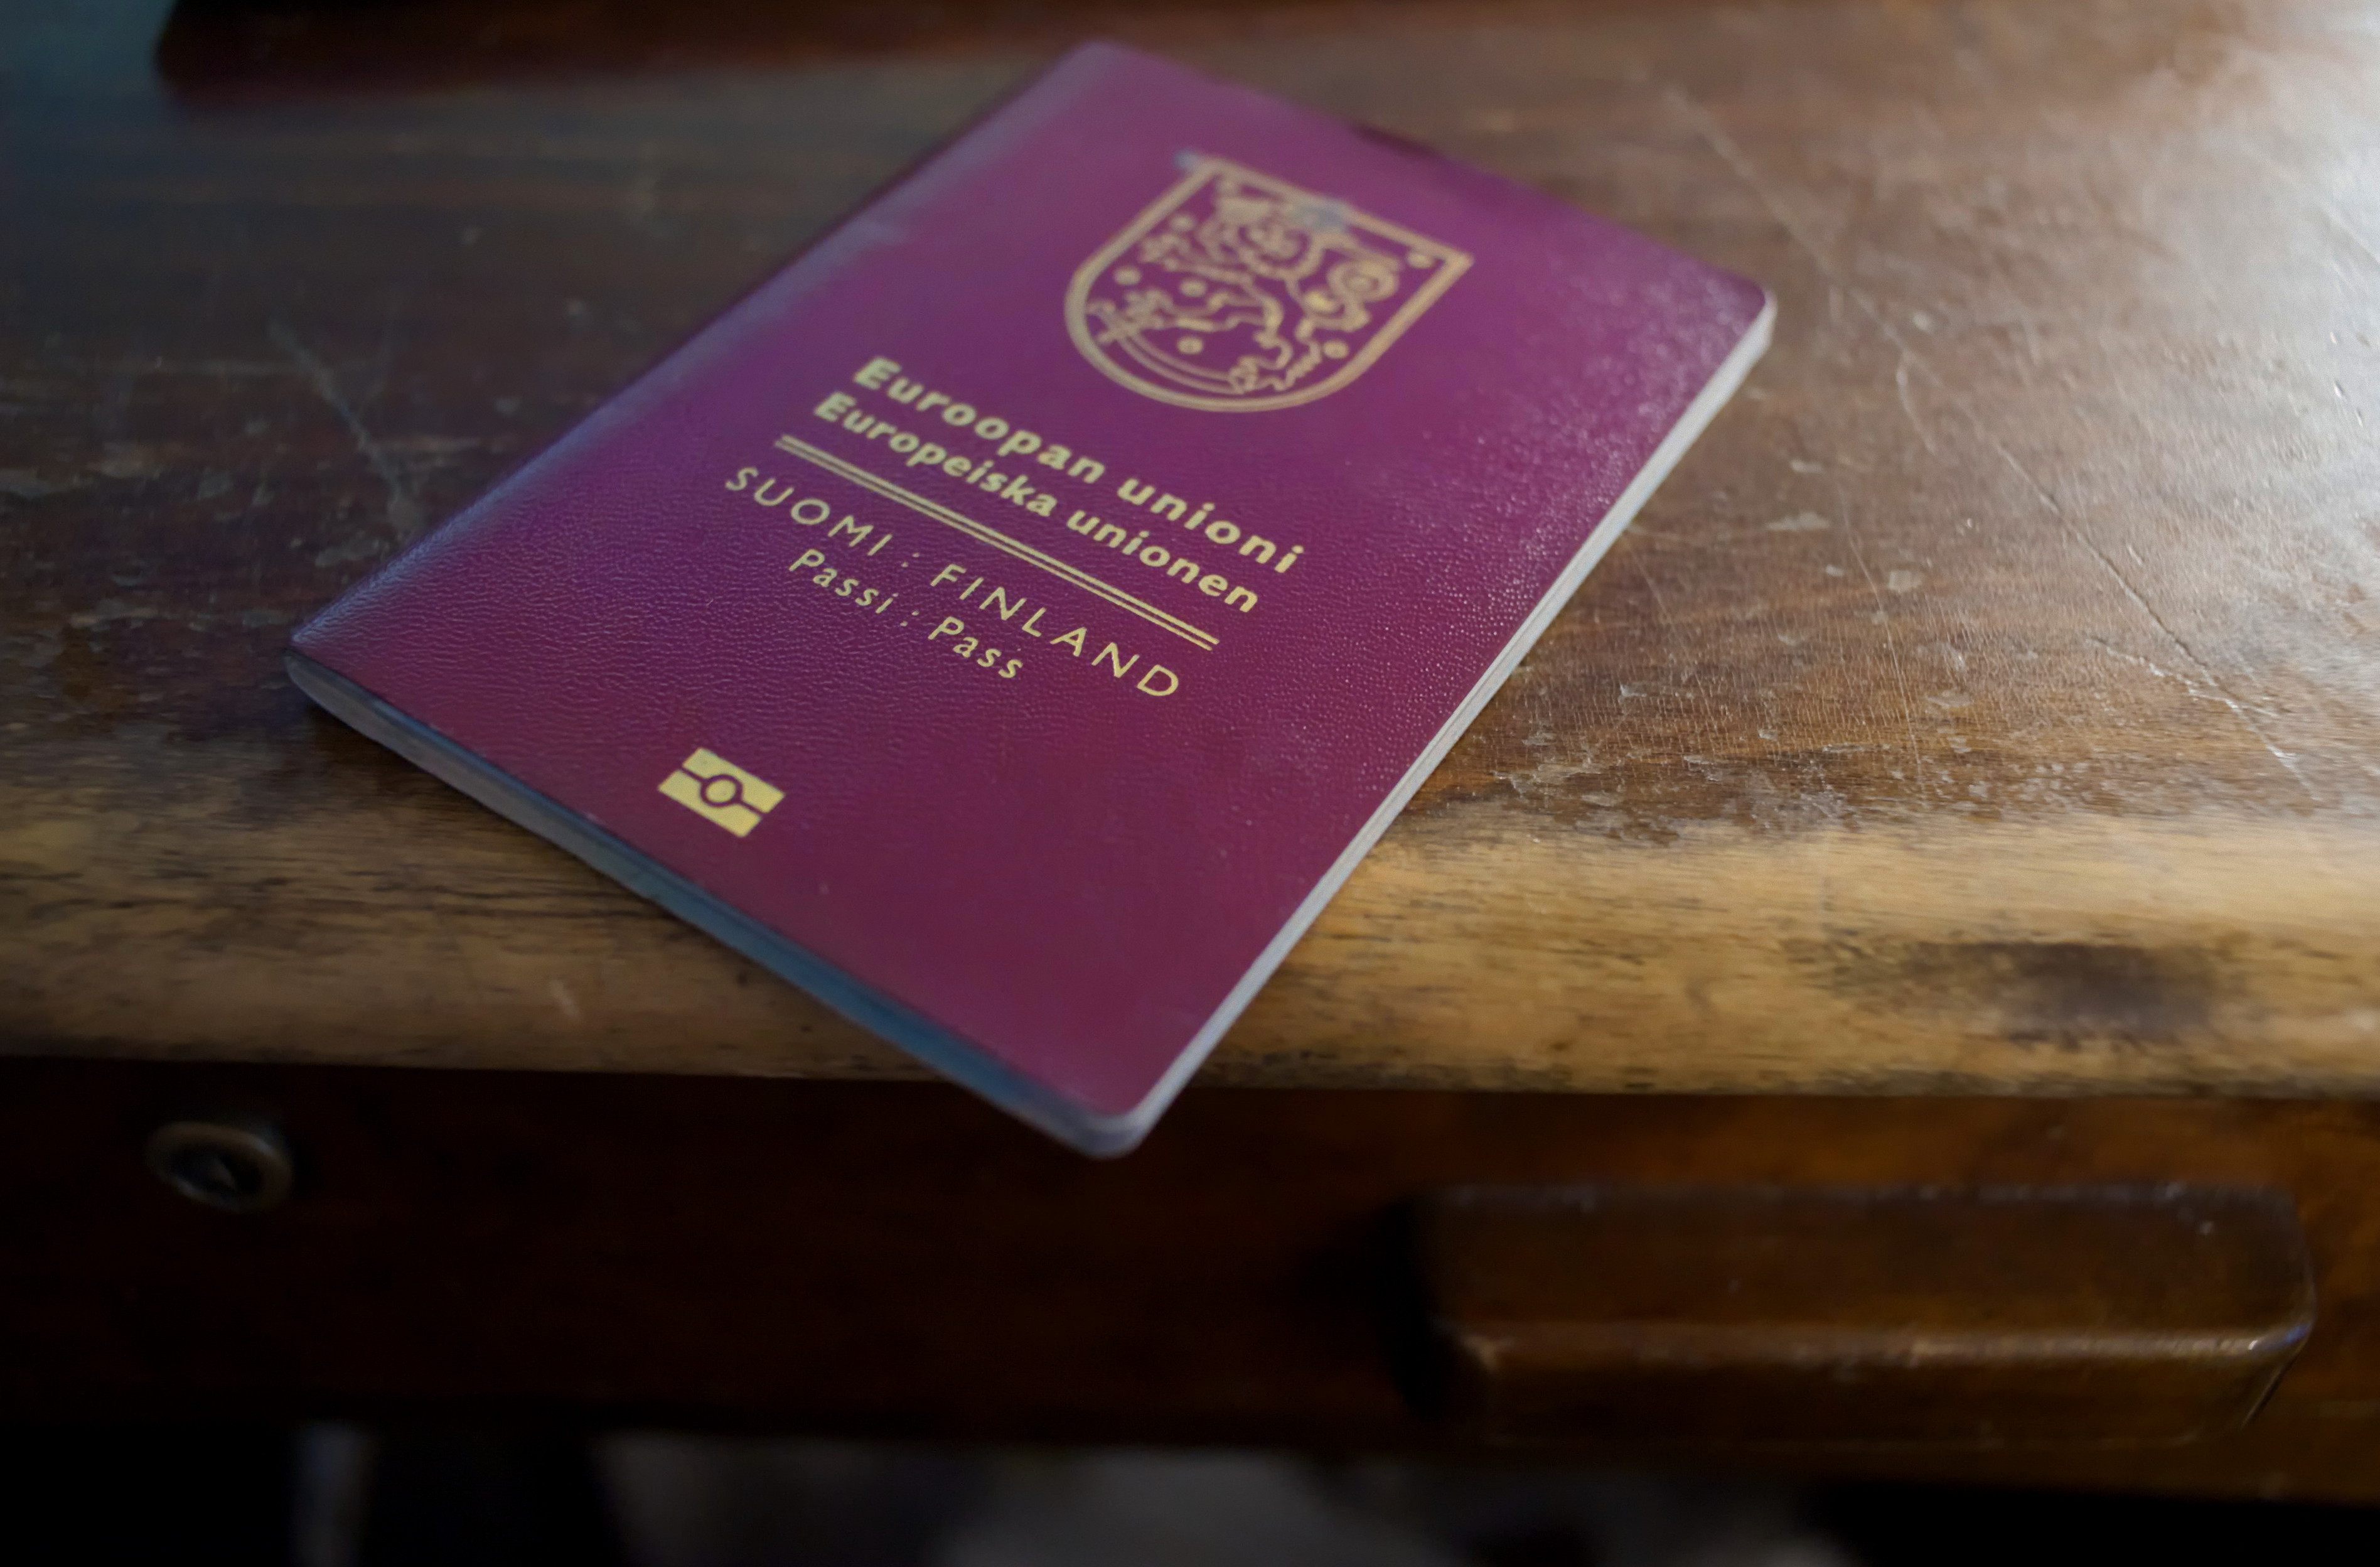 Euroopan unioni
Europeiska unionen
SUOMI : FINLAND
Passi : Pass